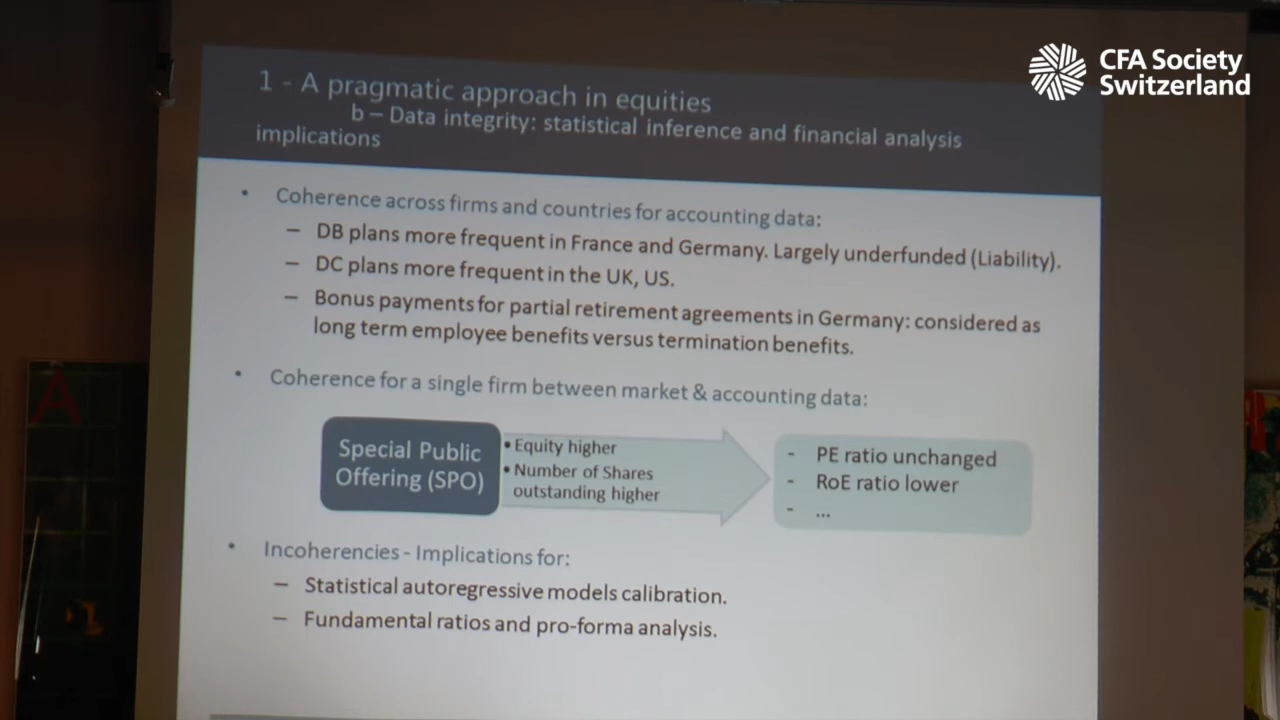 CFA Society
Switzerland
1 - A pragmatic approach in equities
b – Data integrity: statistical inference and financial analysis
implications
• Coherence across firms and countries for accounting data:
– DB plans more frequent in France and Germany. Largely underfunded (Liability).
– DC plans more frequent in the UK, US.
– Bonus payments for partial retirement agreements in Germany: considered as
long term employee benefits versus termination benefits.
• Coherence for a single firm between market & accounting data:
Special Public
Offering (SPO)
• Equity higher
• Number of Shares
outstanding higher
- PE ratio unchanged
- RoE ratio lower
- ...
• Incoherencies - Implications for:
– Statistical autoregressive models calibration.
– Fundamental ratios and pro-forma analysis.
A